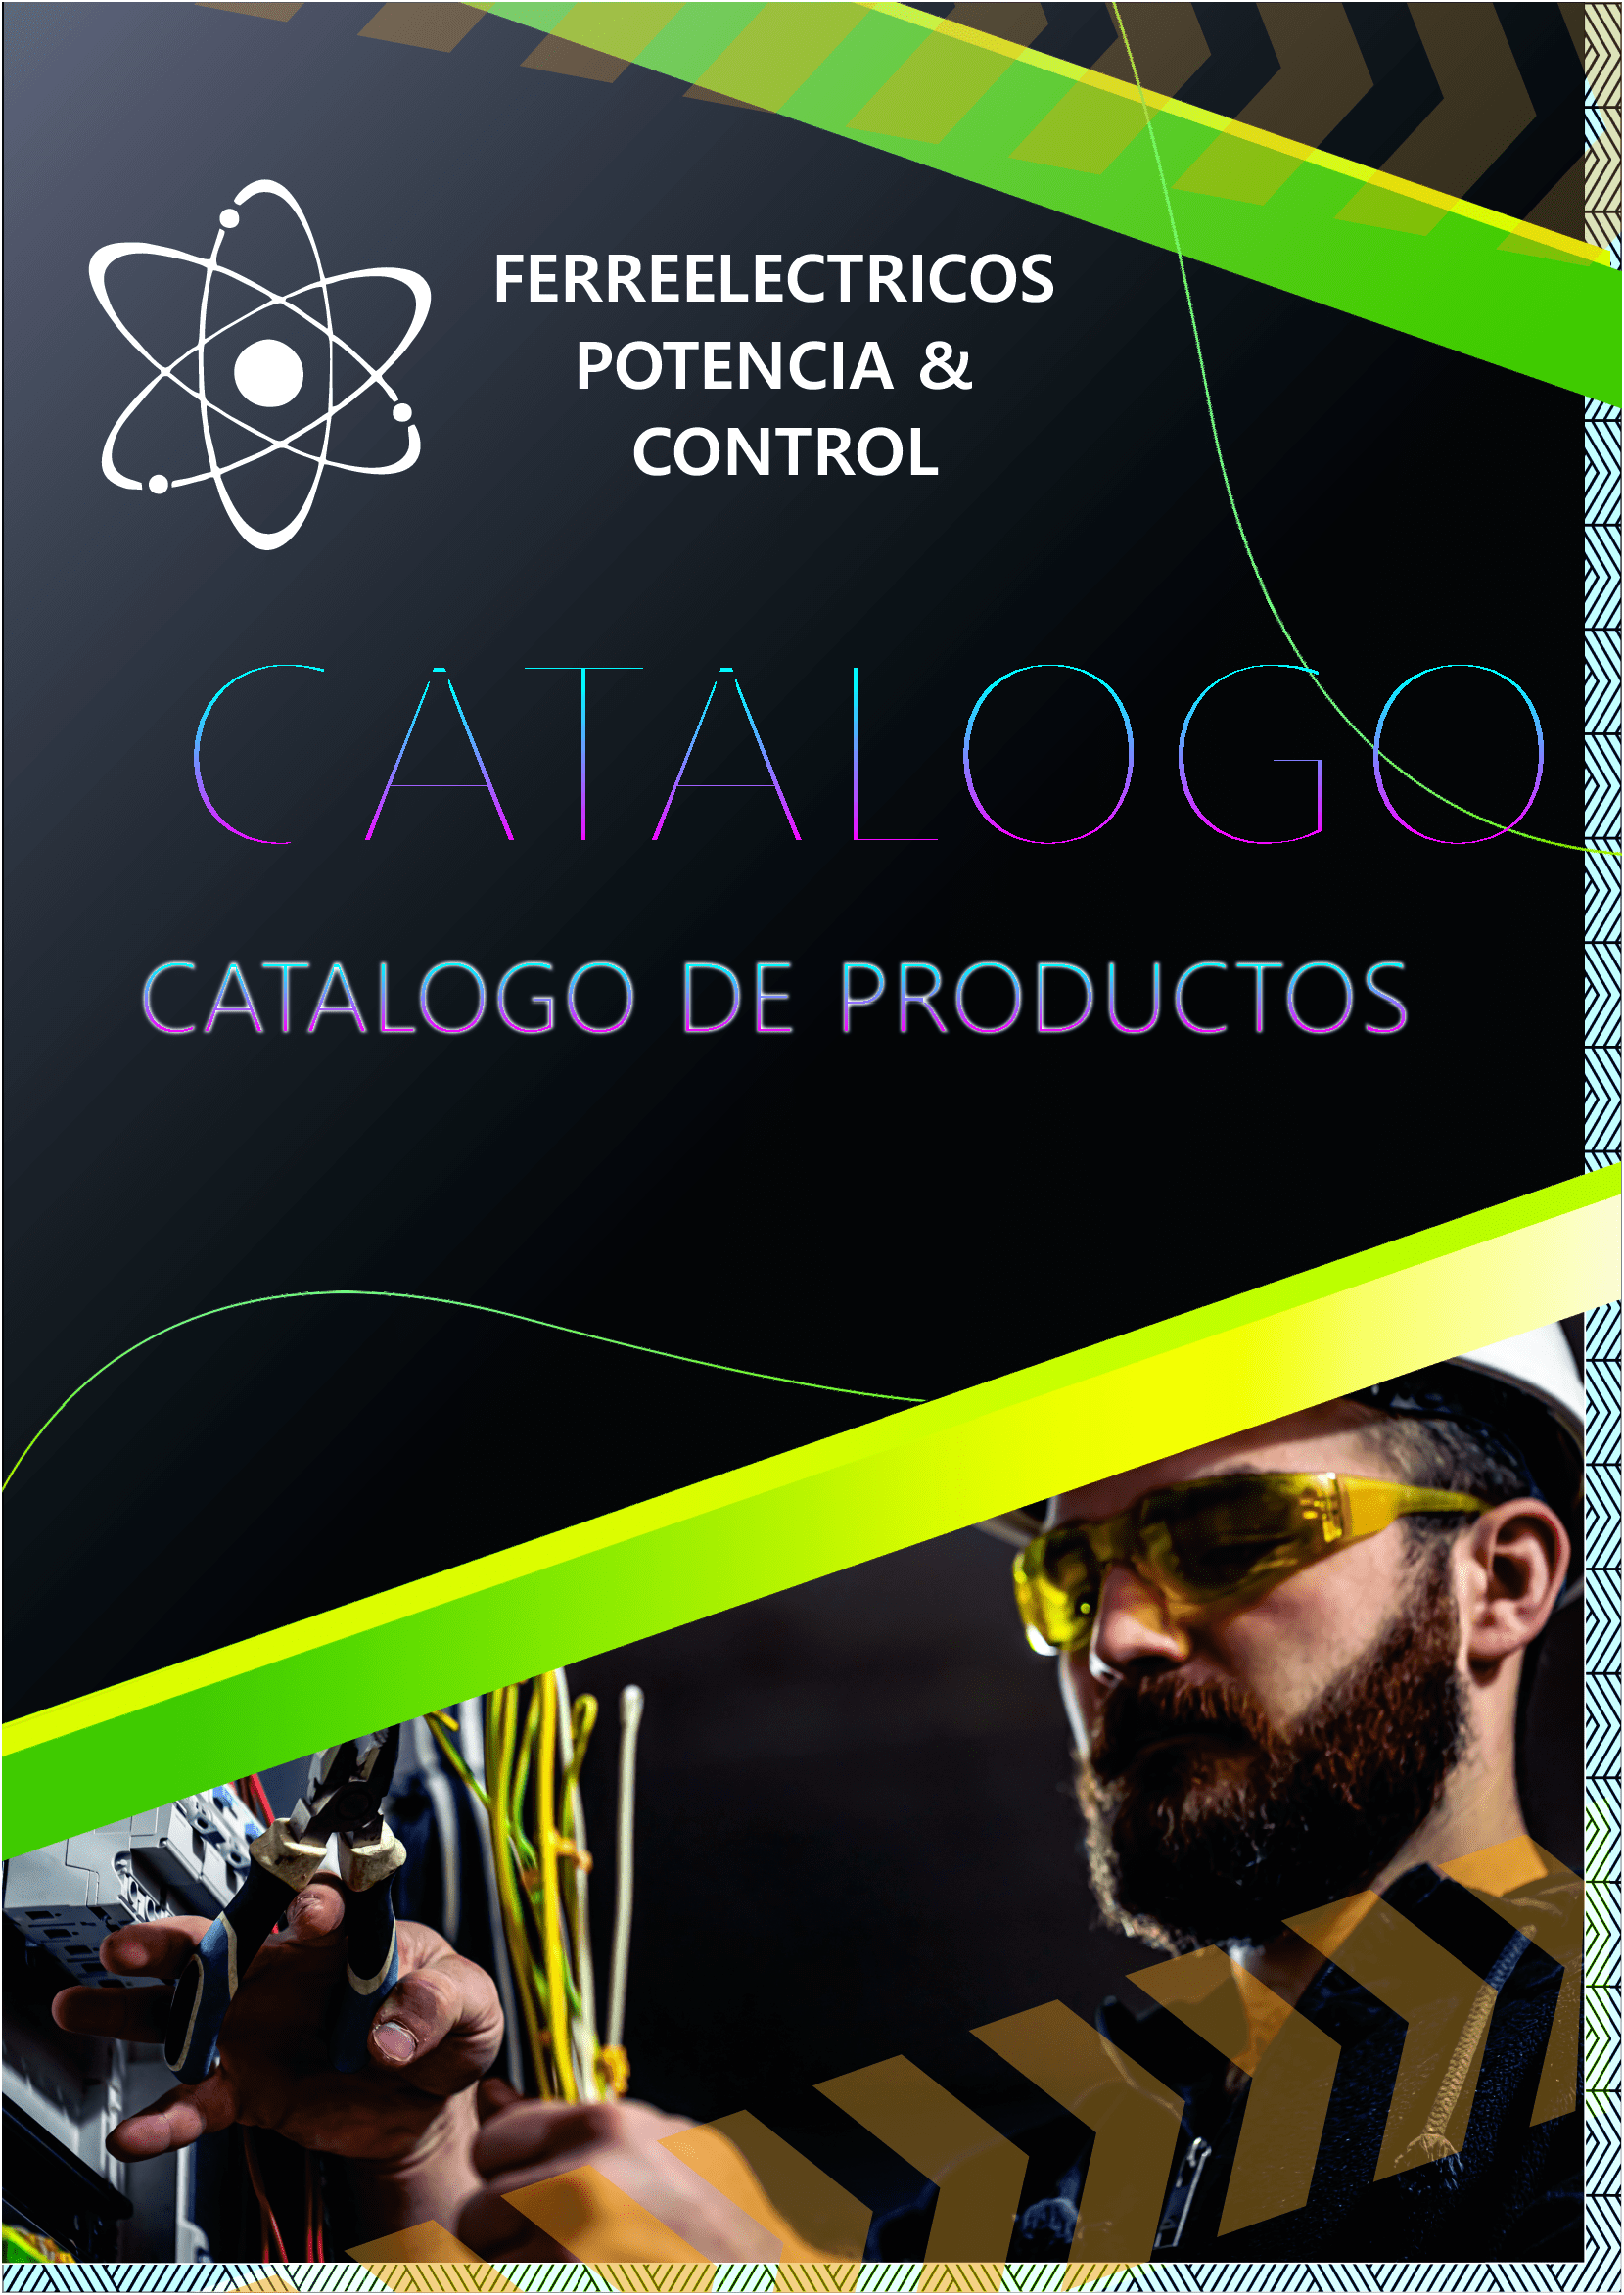 FERREELECTRICOS
POTENCIA &
CONTROL
CATALOGO
CATALOGO DE PRODUCTOS